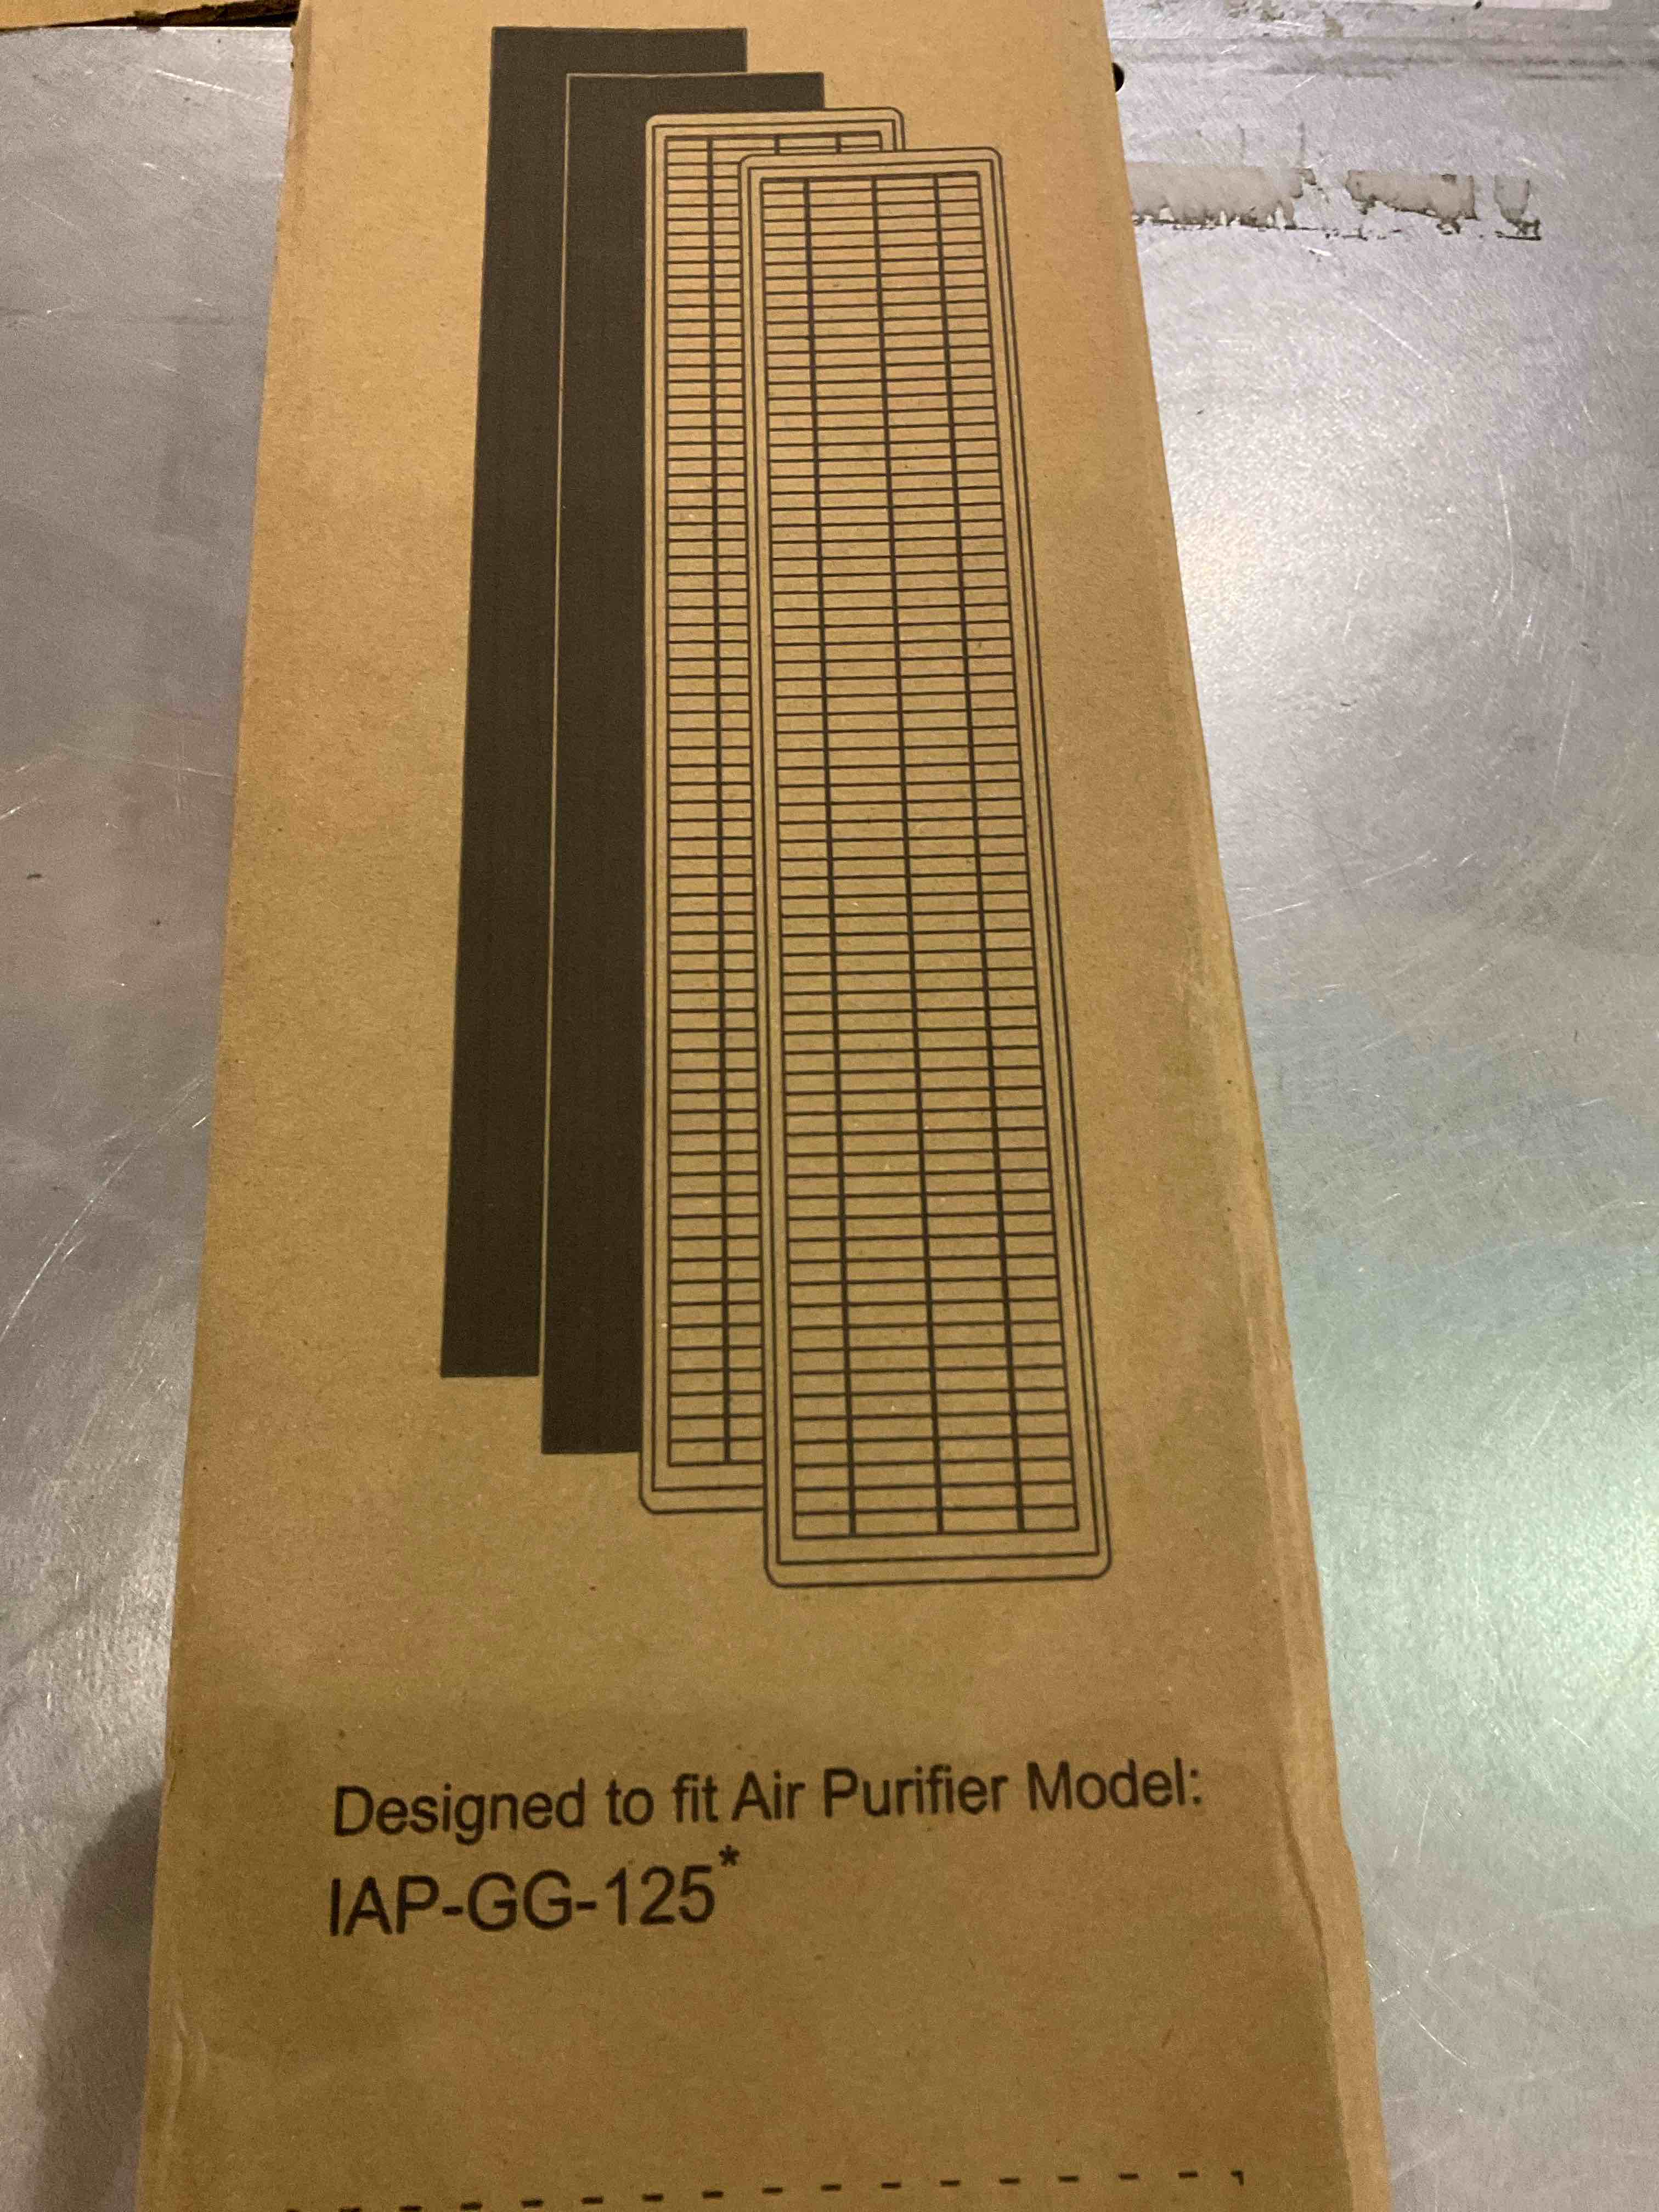 Designed to fit Air Purifier Model:
IAP-GG-125*